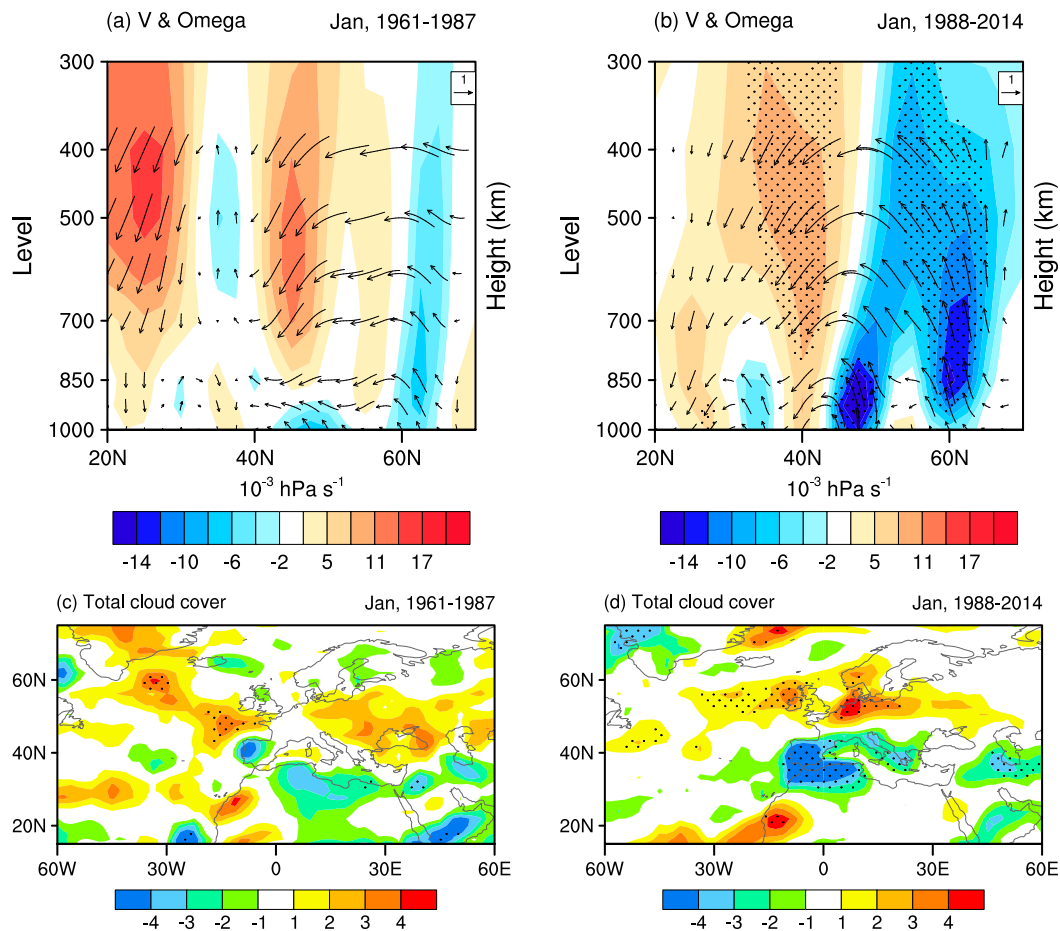 (a) V & Omega Jan, 1961-1987
(b) V & Omega Jan, 1988-2014
300
400
500
700
850
1000
Level
Height (km)
1
20N 40N 60N
10⁻³ hPa s⁻¹
-14 -10 -6 -2 5 11 17
300
400
500
700
850
1000
Level
Height (km)
1
20N 40N 60N
10⁻³ hPa s⁻¹
-14 -10 -6 -2 5 11 17
(c) Total cloud cover Jan, 1961-1987
60N
40N
20N
60W 30W 0 30E 60E
-4 -3 -2 -1 1 2 3 4
(d) Total cloud cover Jan, 1988-2014
60N
40N
20N
60W 30W 0 30E 60E
-4 -3 -2 -1 1 2 3 4